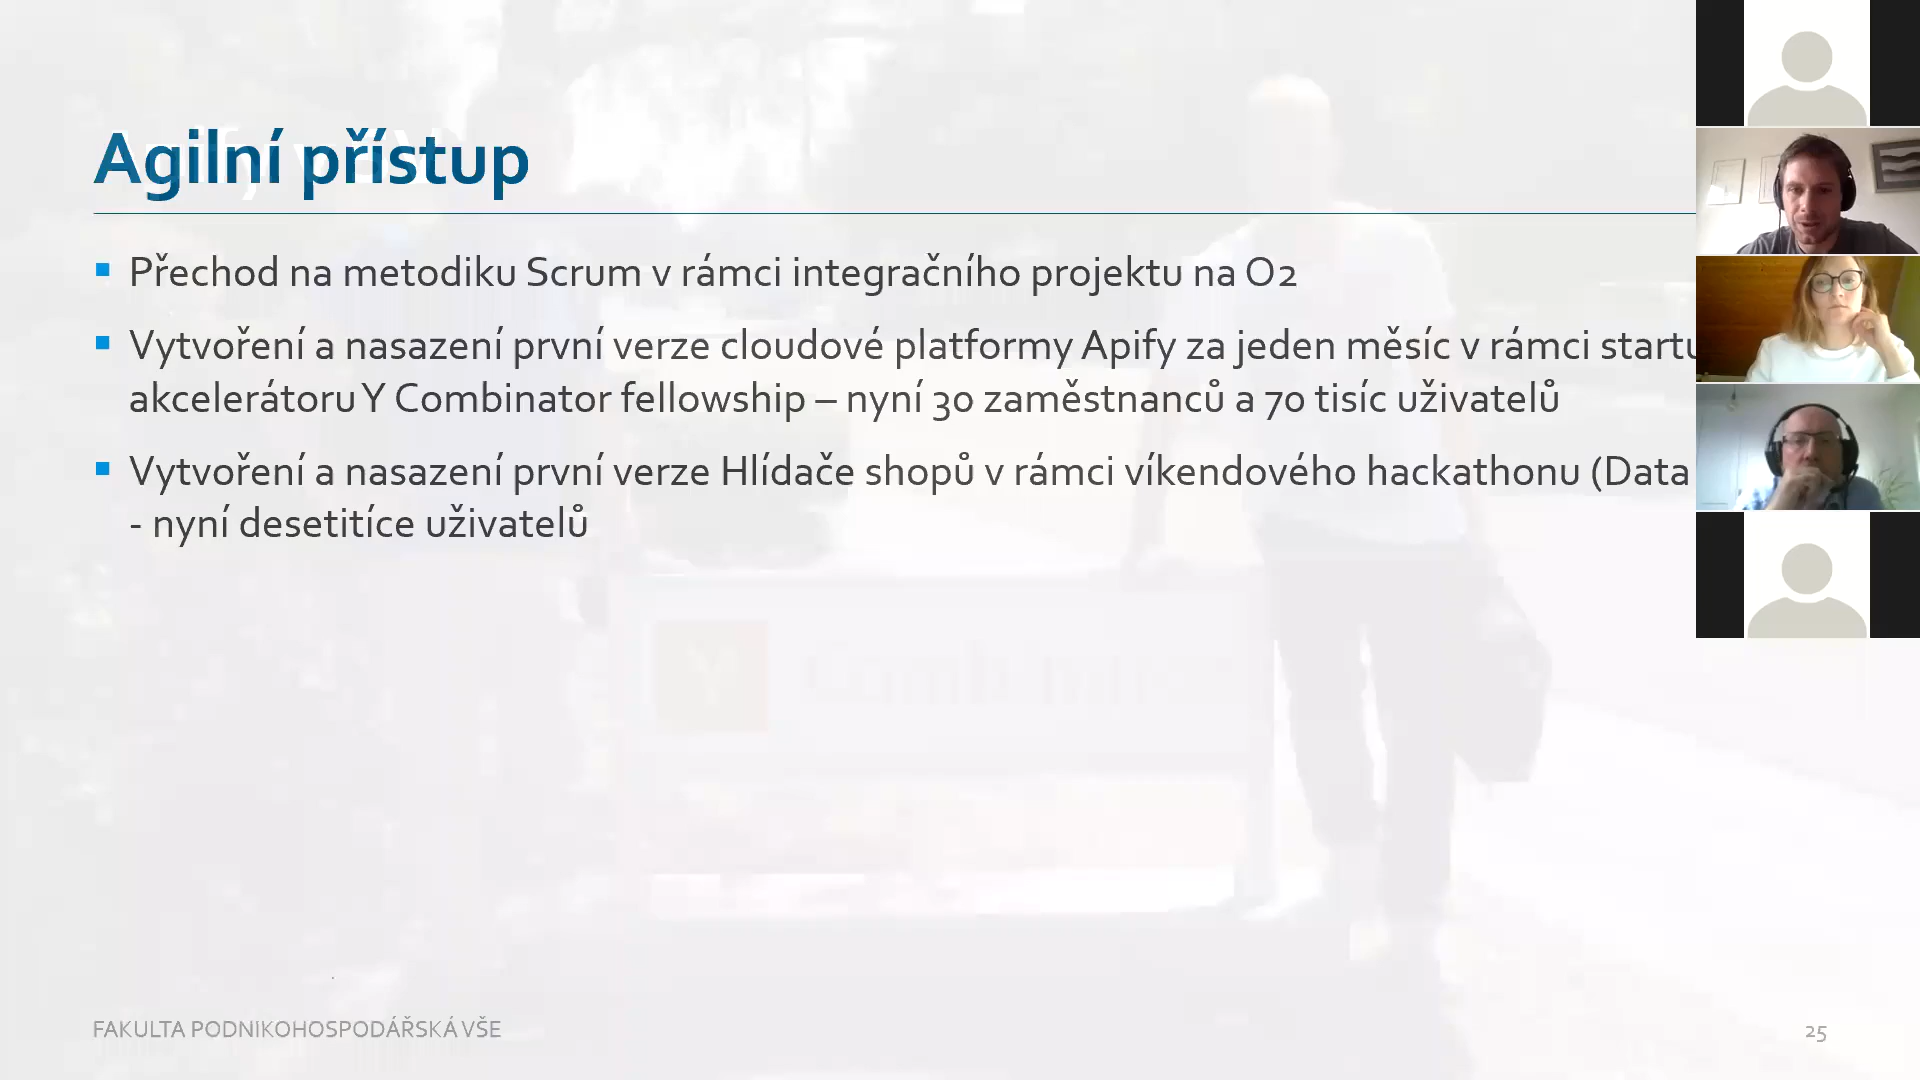 Agilní přístup
Přechod na metodiku Scrum v rámci integračního projektu na O2
Vytvoření a nasazení první verze cloudové platformy Apify za jeden měsíc v rámci
akcelerátoru Y Combinator fellowship – nyní 30 zaměstnanců a 70 tisíc uživatelů
Vytvoření a nasazení první verze Hlídače shopů v rámci víkendového hackathonu (Data
- nyní desetitíce uživatelů
FAKULTA PODNIKOHOSPODÁŘSKÁ VŠE
25